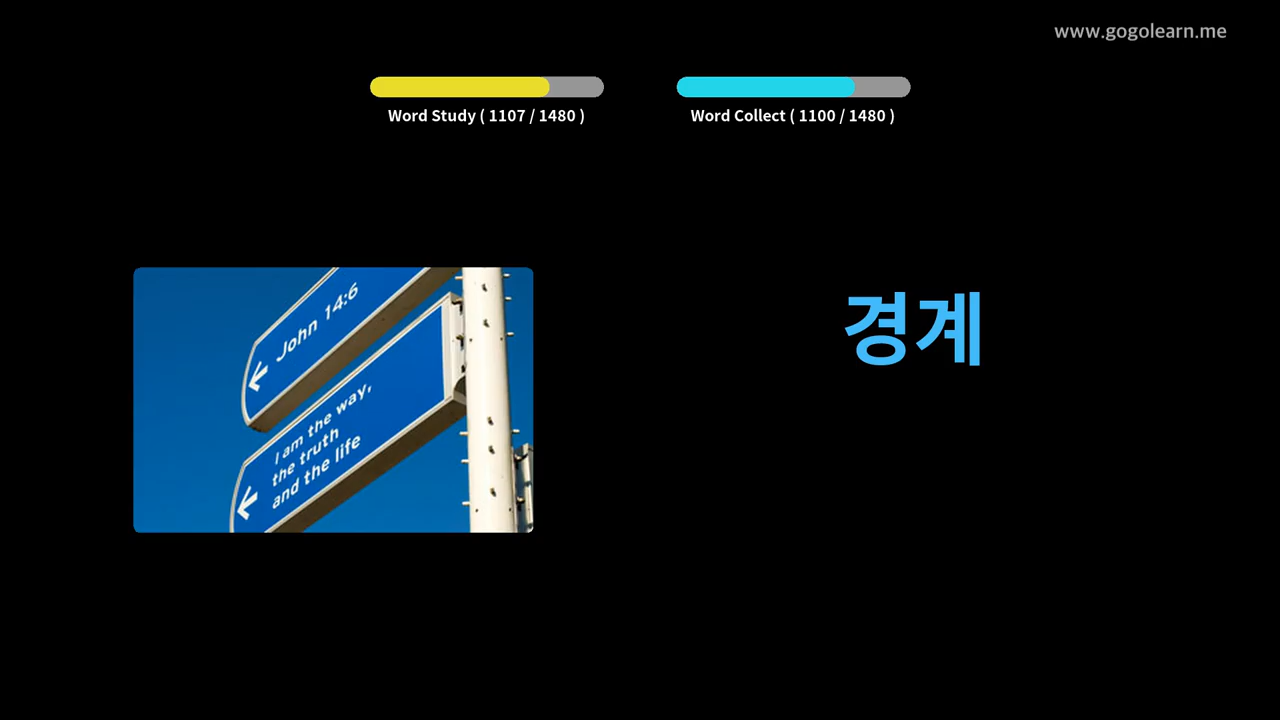 www.gogolearn.me
Word Study ( 1107 / 1480 )
Word Collect ( 1100 / 1480 )
John 14:6
I am the way,
the truth
and the life
경계